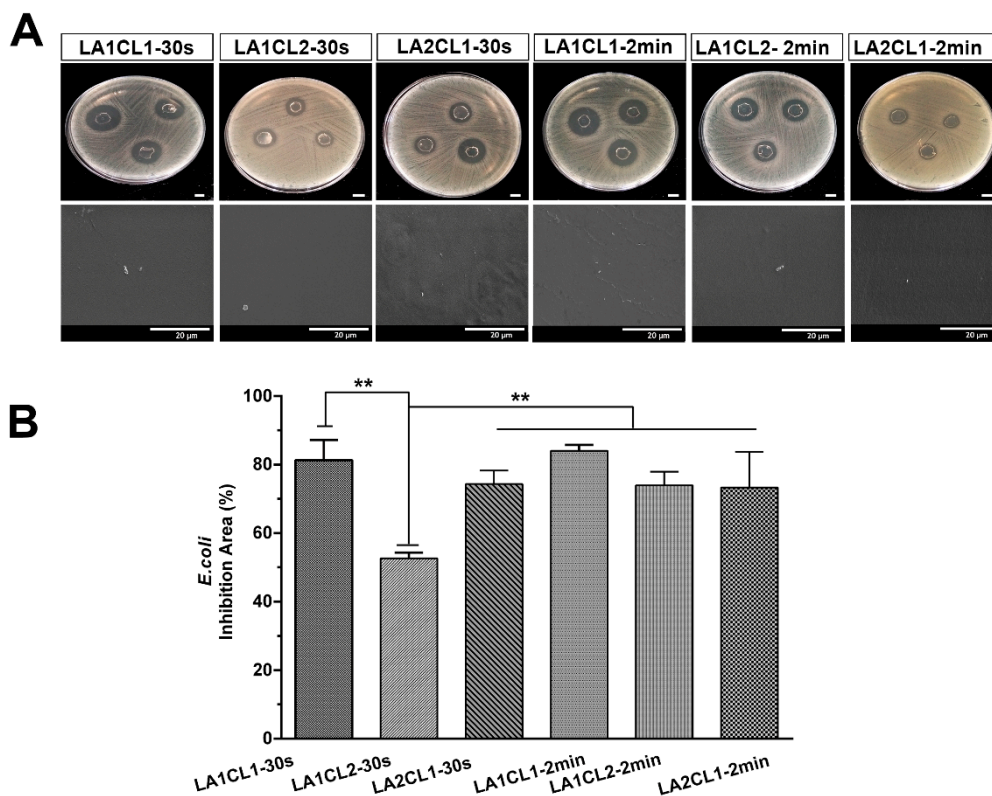 A
LA1CL1-30s
LA1CL2-30s
LA2CL1-30s
LA1CL1-2min
LA1CL2- 2min
LA2CL1-2min
20 µm
20 µm
20 µm
20 µm
20 µm
20 µm
B
E.coli
Inhibition Area (%)
100
80
60
40
20
0
**
**
LA1CL1-30s
LA1CL2-30s
LA2CL1-30s
LA1CL1-2min
LA1CL2-2min
LA2CL1-2min